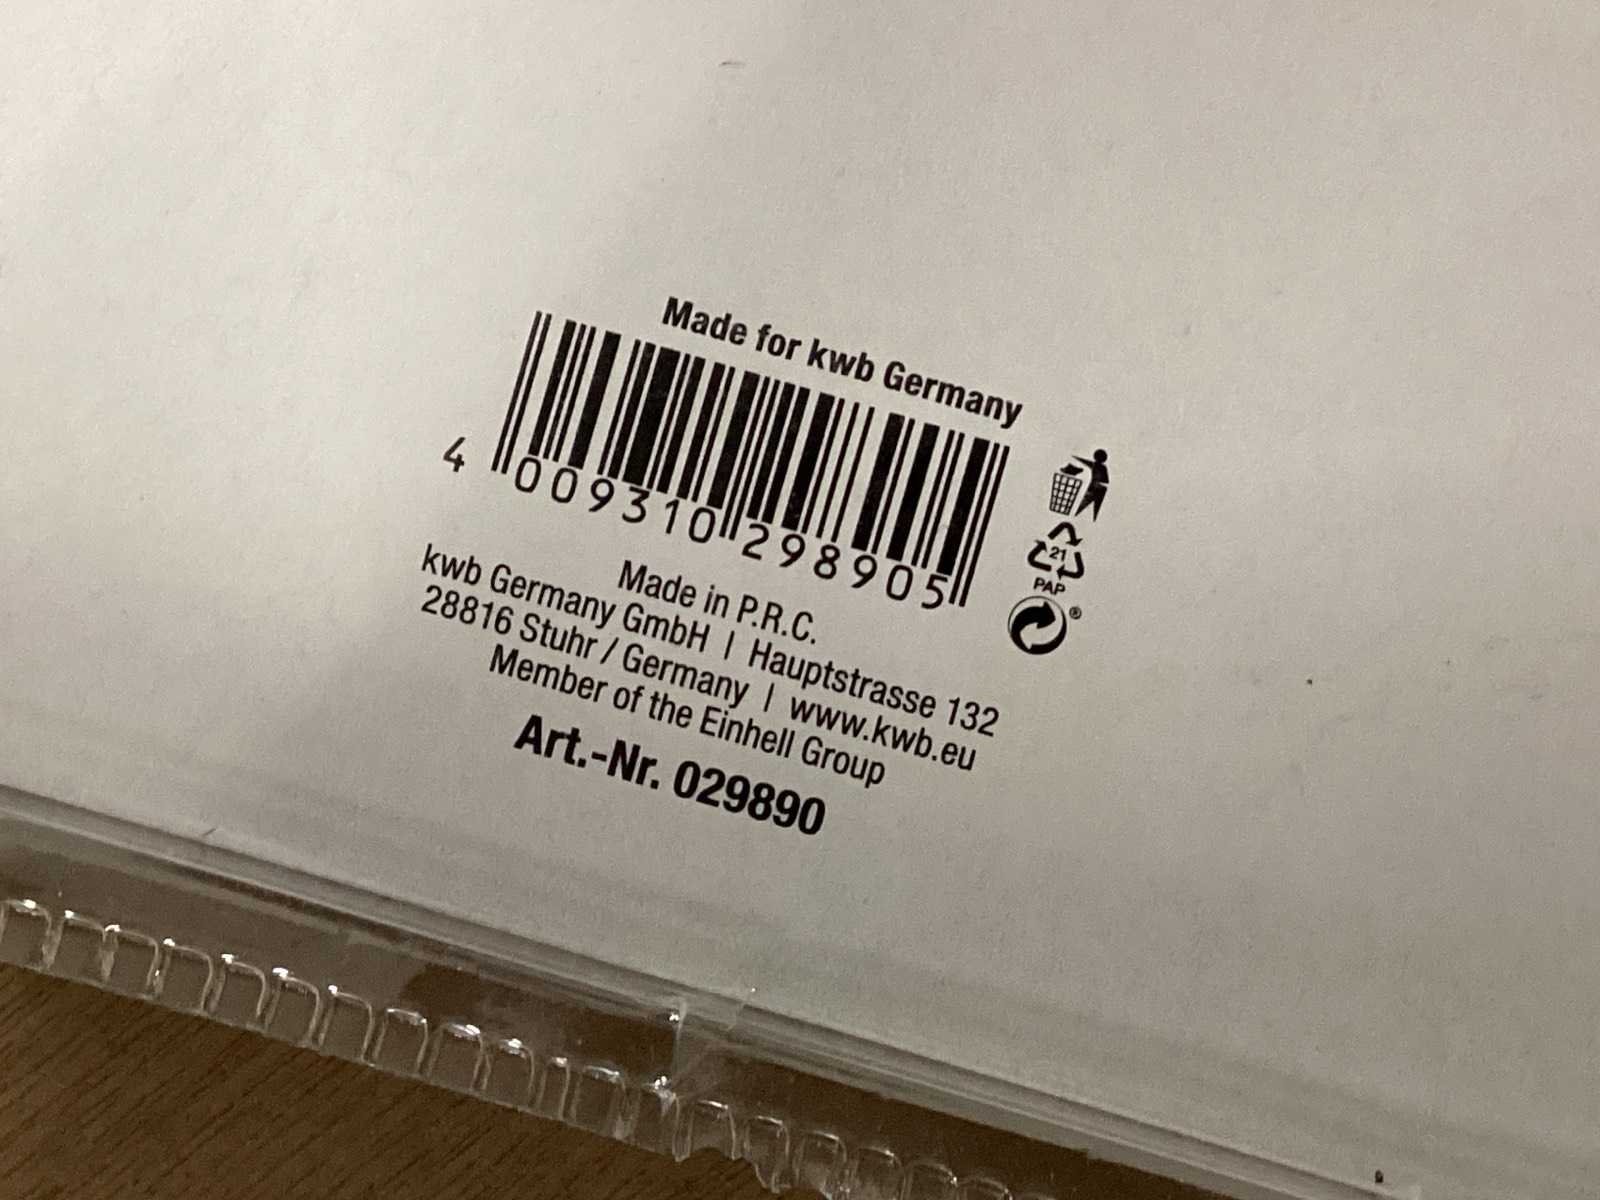 Made for kwb Germany
4 009310 298905
21
PAP
®
Made in P.R.C.
kwb Germany GmbH | Hauptstrasse 132
28816 Stuhr / Germany | www.kwb.eu
Member of the Einhell Group
Art.-Nr. 029890